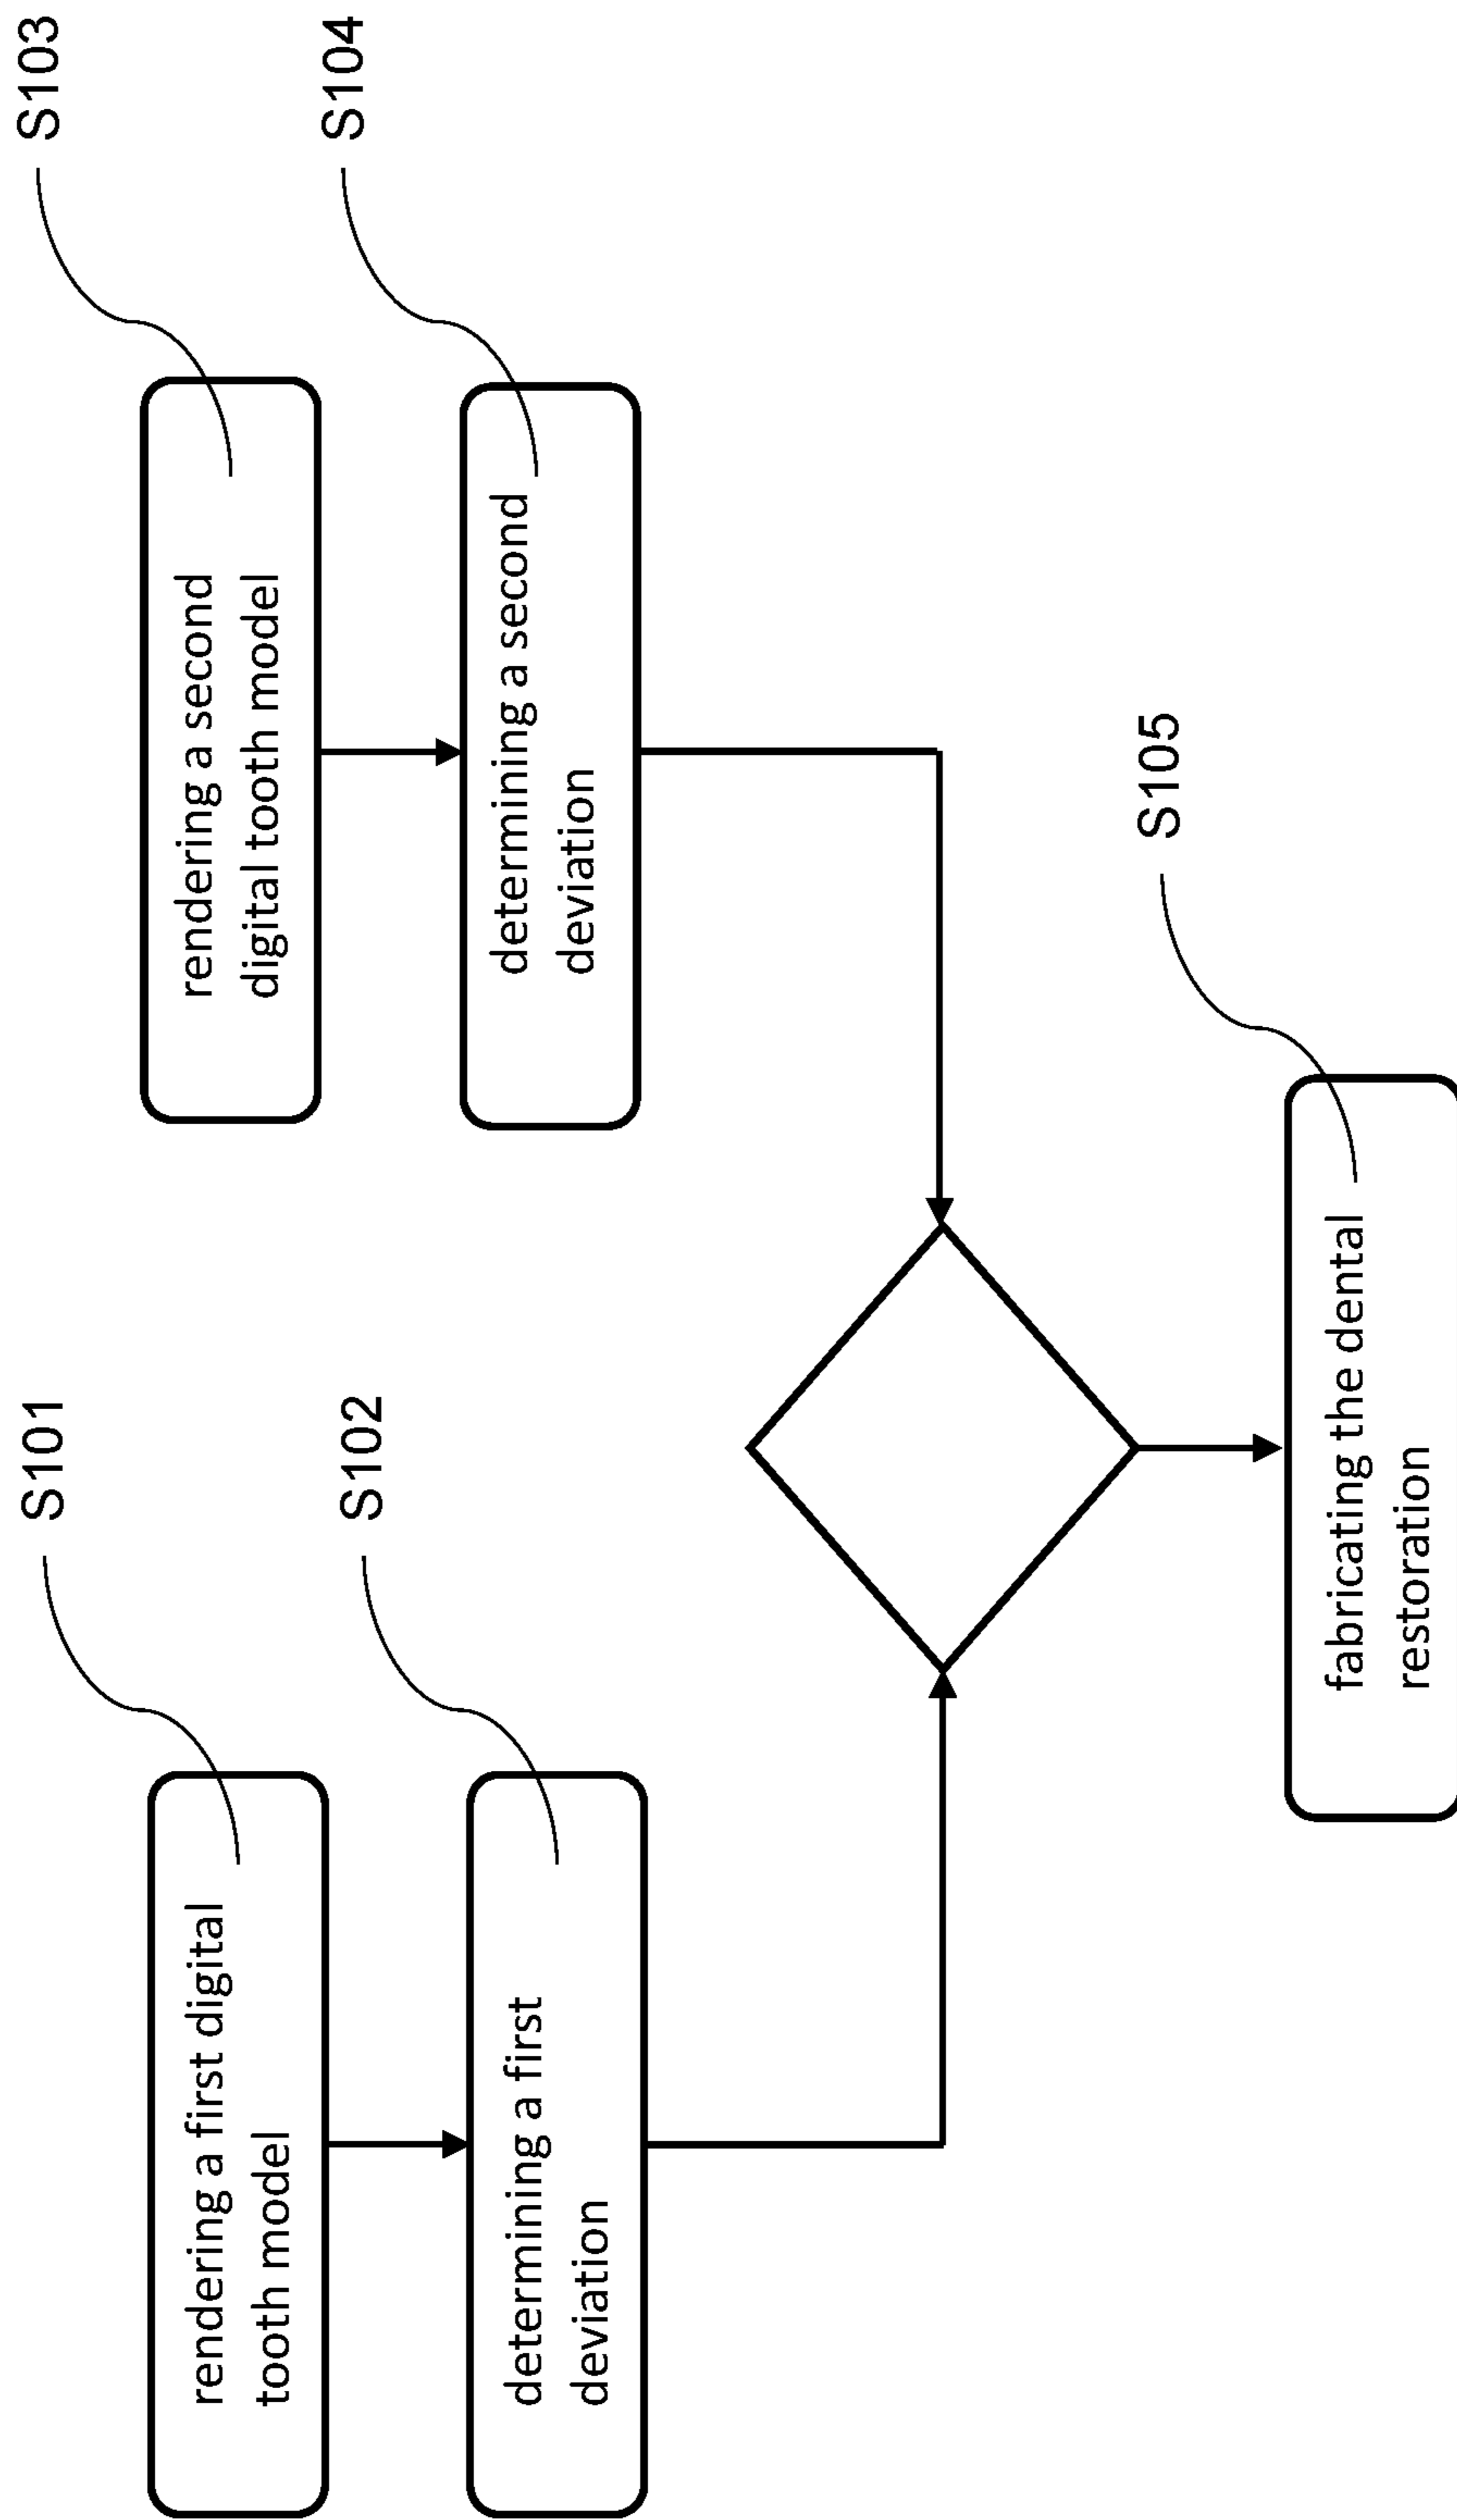 S101
rendering a first digital
tooth model
S102
determining a first
deviation
S103
rendering a second
digital tooth model
S104
determining a second
deviation
S105
fabricating the dental
restoration